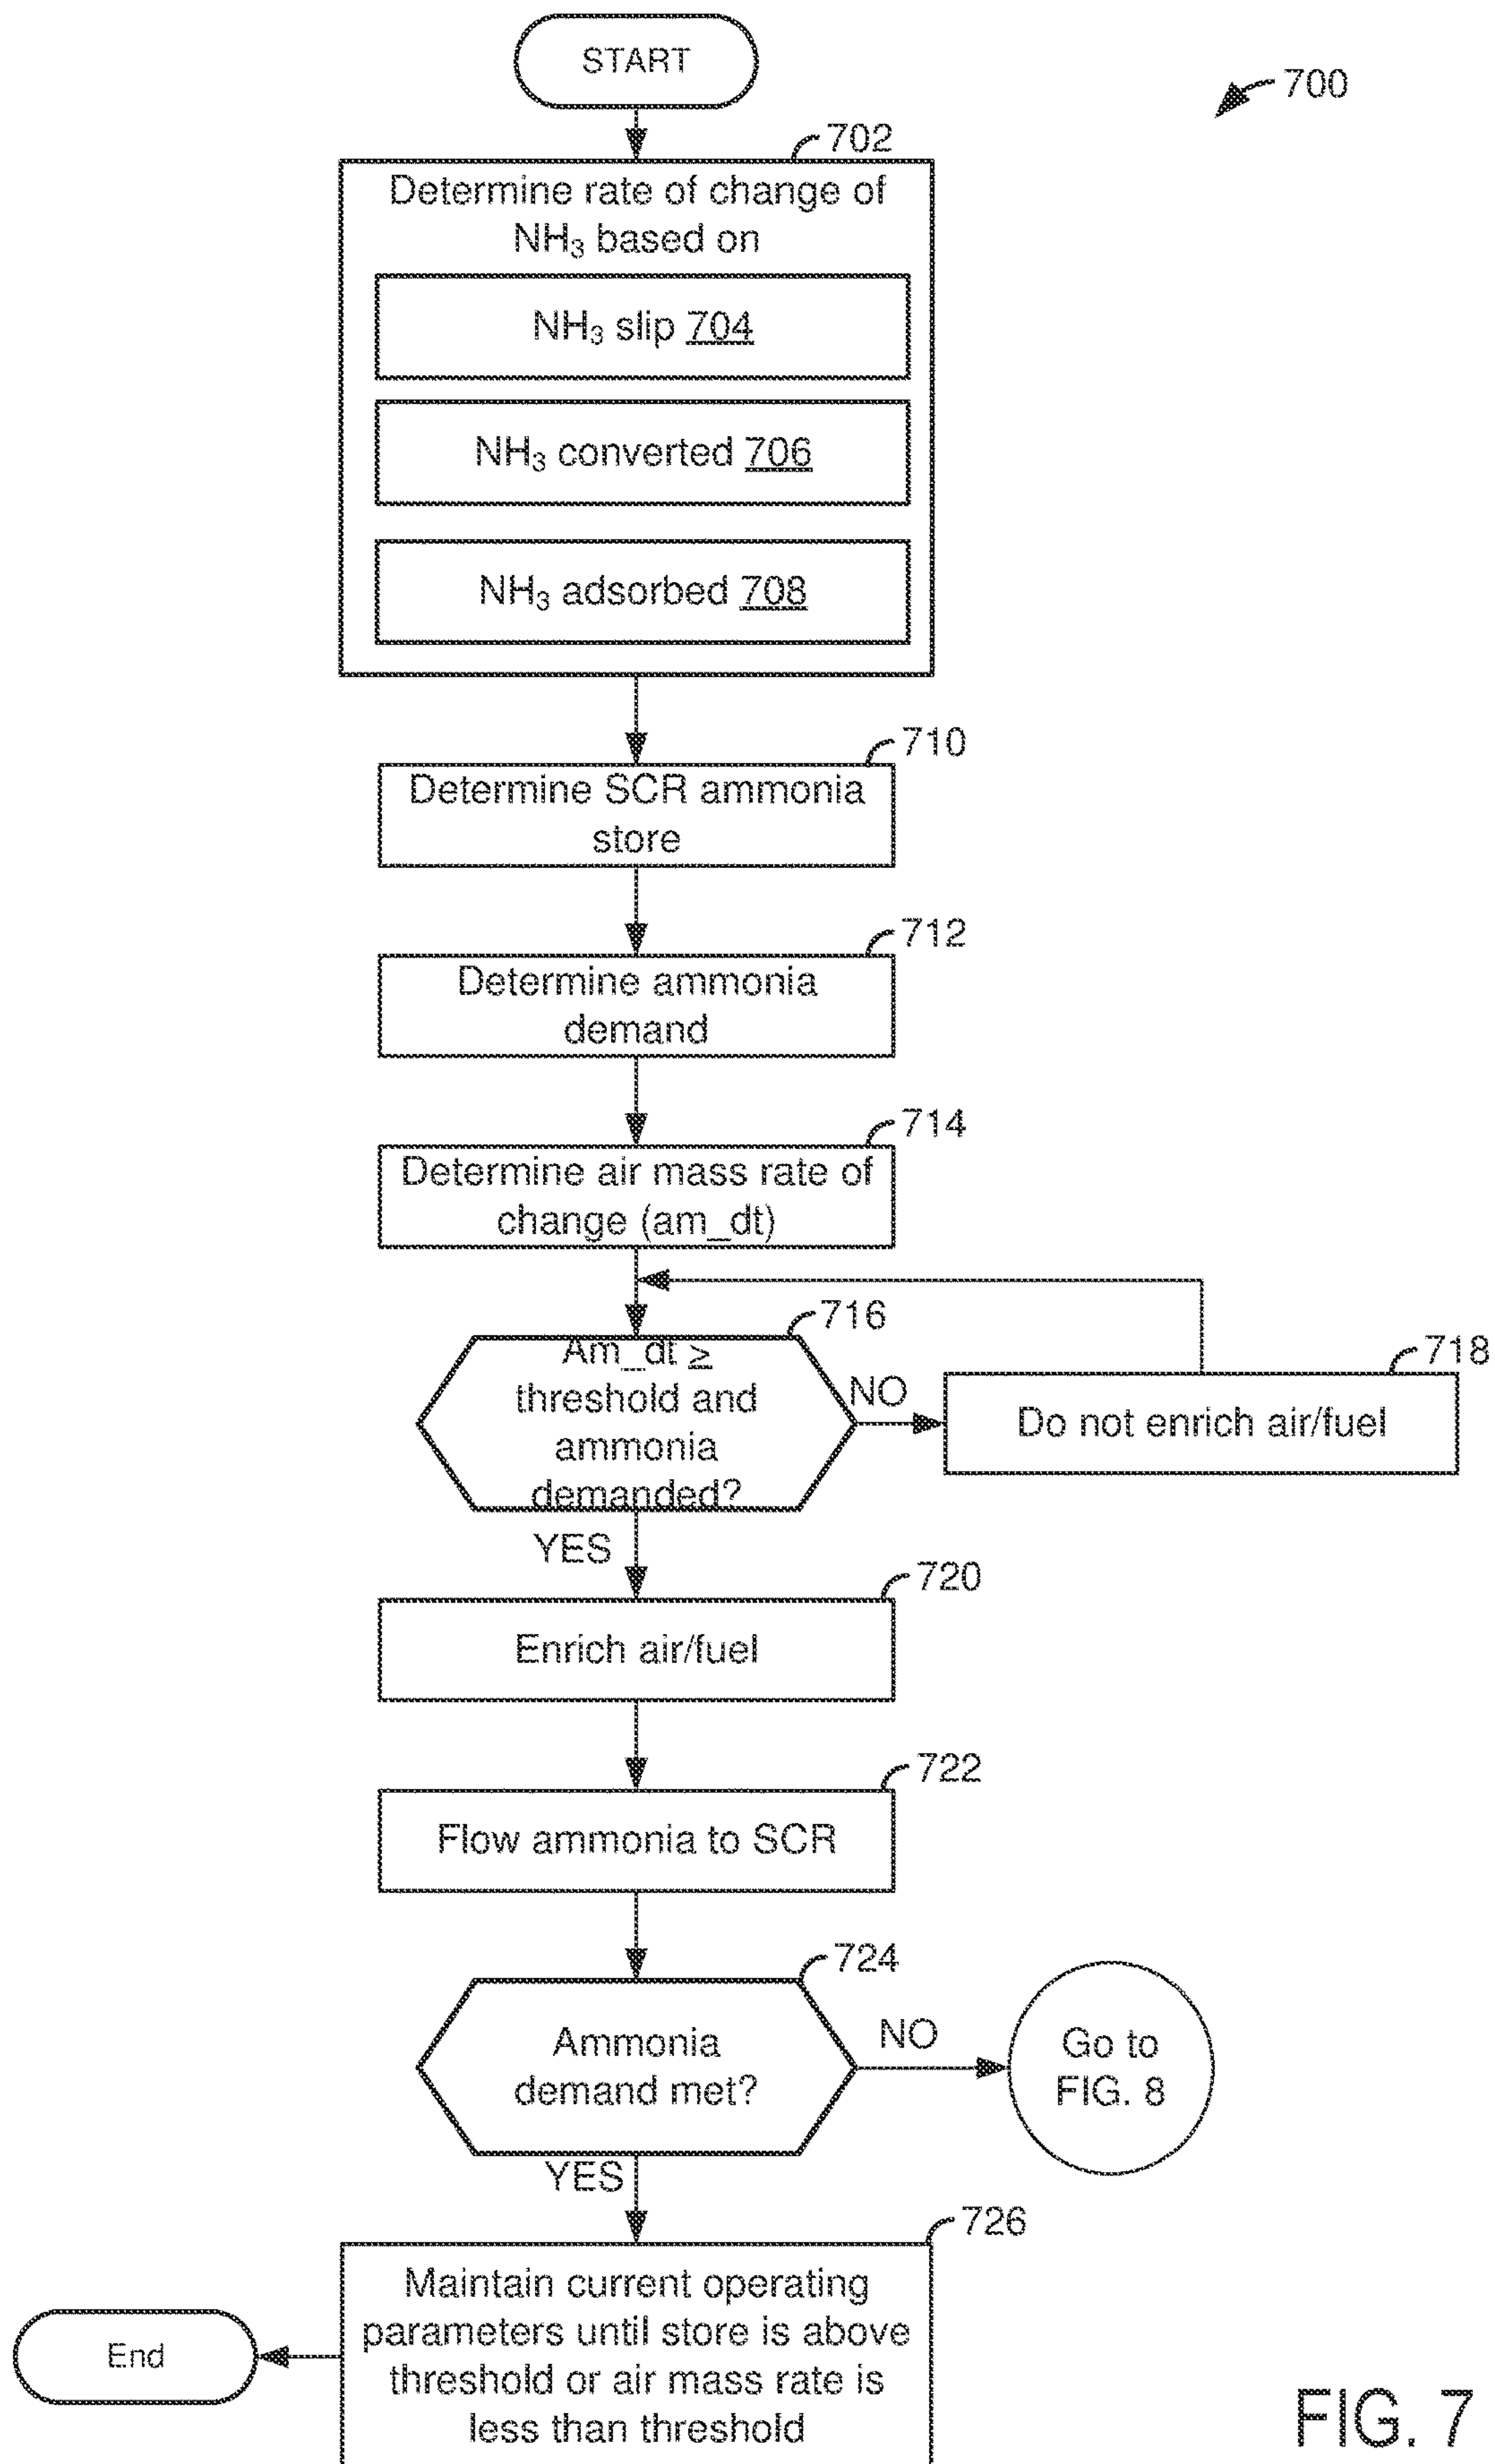 START
700
702
Determine rate of change of
NH₃ based on
NH₃ slip 704
NH₃ converted 706
NH₃ adsorbed 708
710
Determine SCR ammonia
store
712
Determine ammonia
demand
714
Determine air mass rate of
change (am_dt)
716
Am_dt ≥
threshold and
ammonia
demanded?
NO
718
Do not enrich air/fuel
YES
720
Enrich air/fuel
722
Flow ammonia to SCR
724
Ammonia
demand met?
NO
Go to
FIG. 8
YES
726
Maintain current operating
parameters until store is above
threshold or air mass rate is
less than threshold
End
FIG. 7